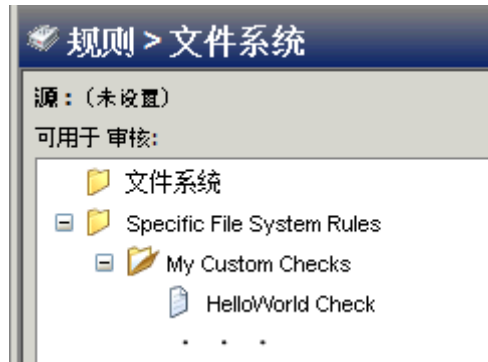 规则 > 文件系统
源：（未设置）
可用于 审核:
文件系统
Specific File System Rules
My Custom Checks
HelloWorld Check
. . .